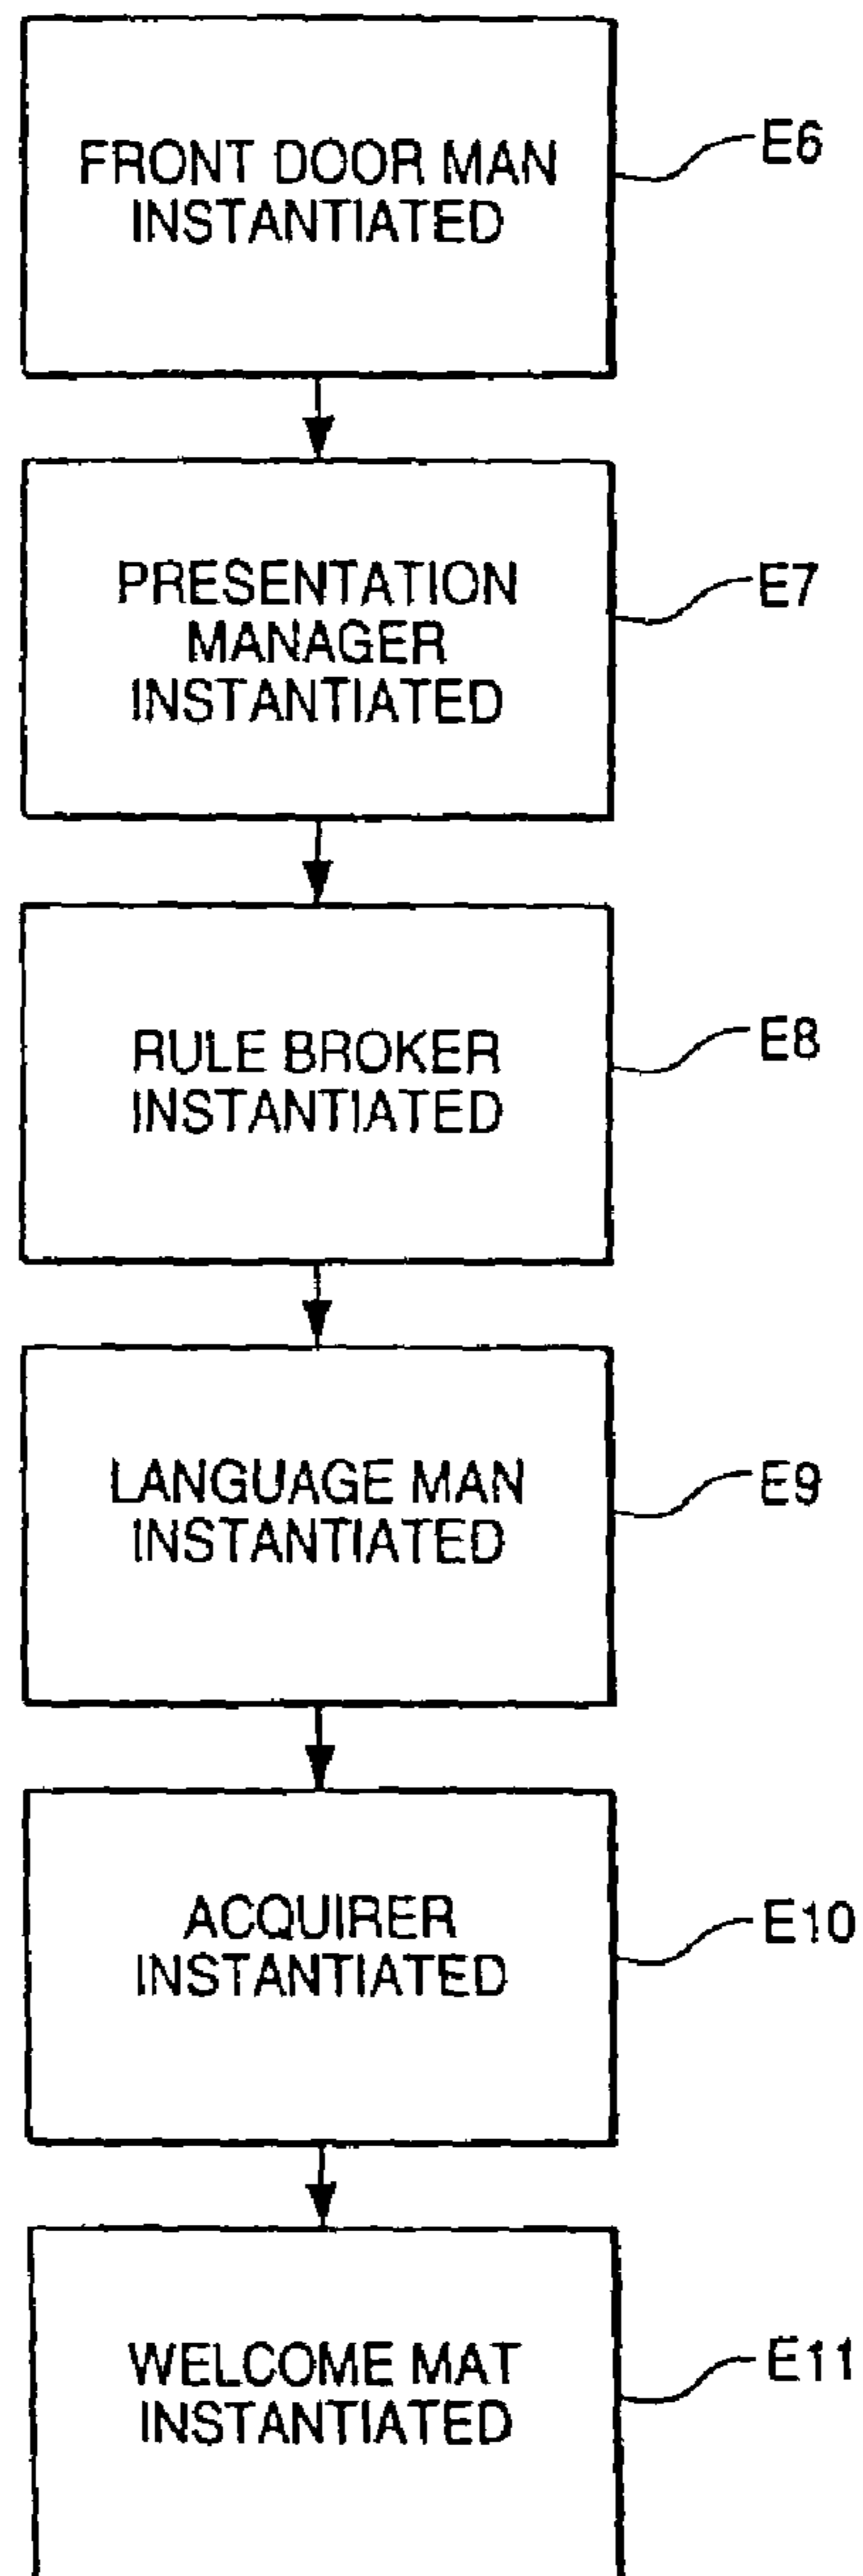 FRONT DOOR MAN
INSTANTIATED
E6
PRESENTATION
MANAGER
INSTANTIATED
E7
RULE BROKER
INSTANTIATED
E8
LANGUAGE MAN
INSTANTIATED
E9
ACQUIRER
INSTANTIATED
E10
WELCOME MAT
INSTANTIATED
E11